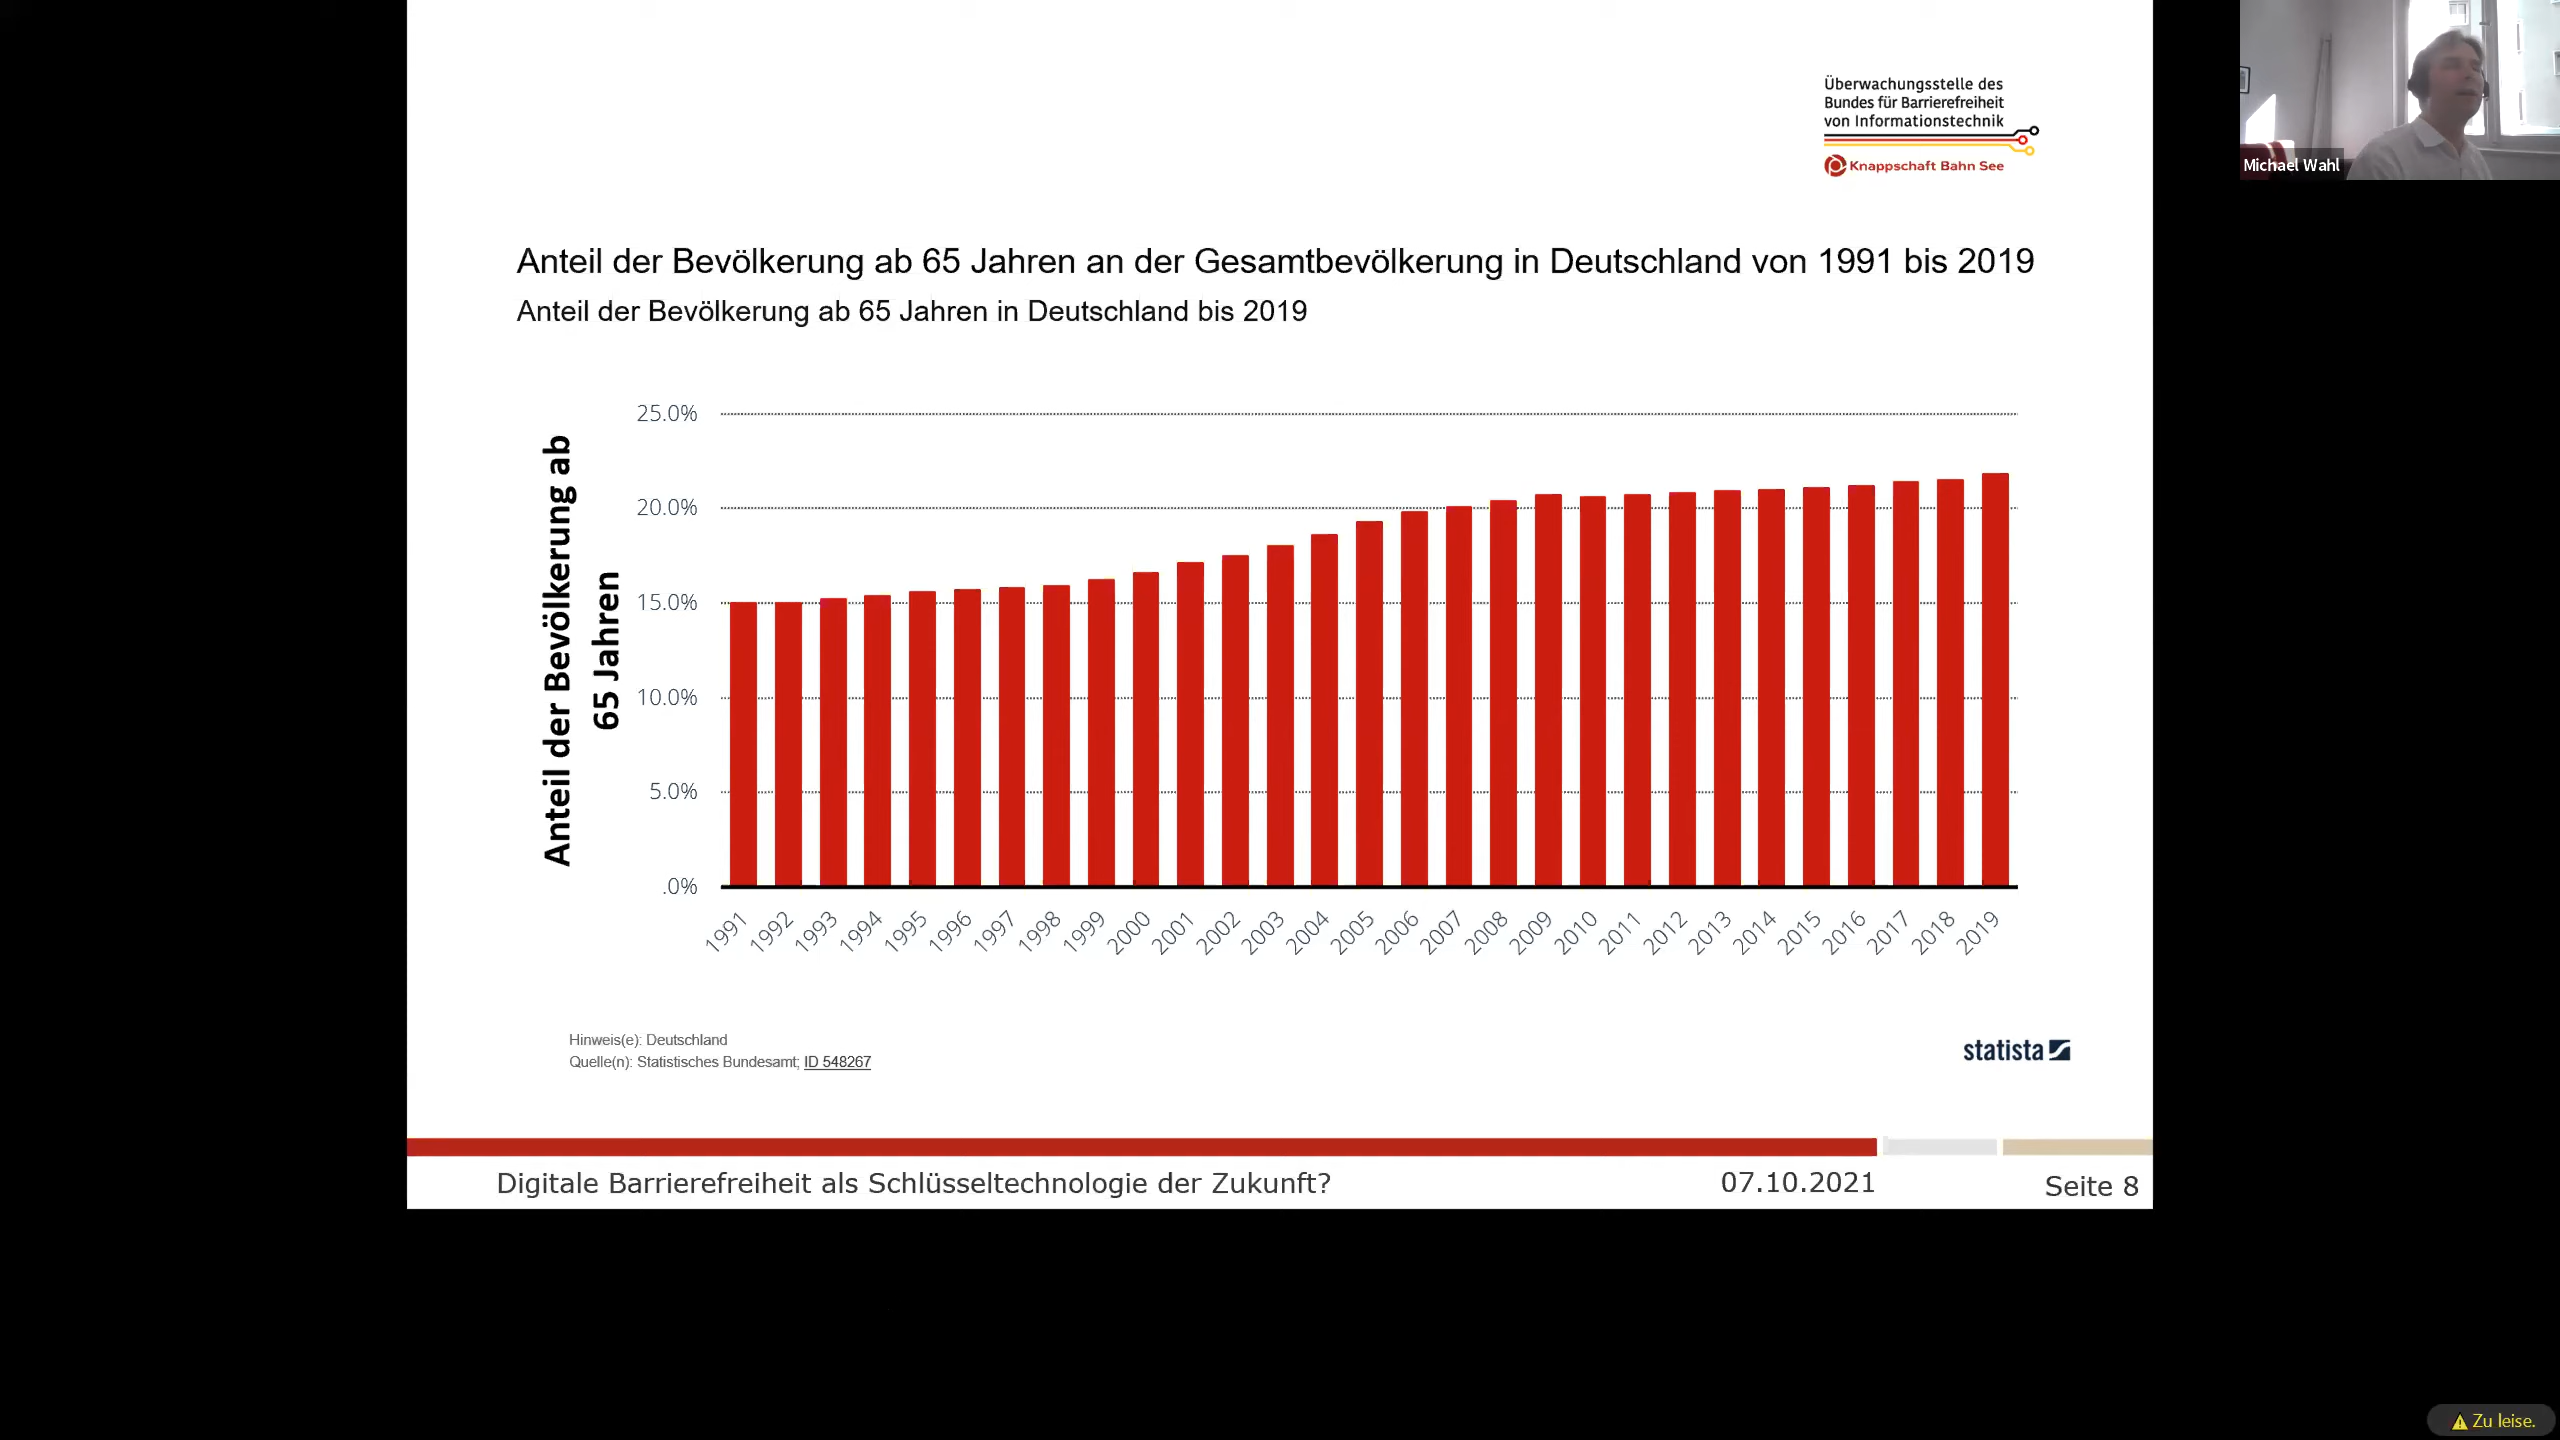 Überwachungsstelle des
Bundes für Barrierefreiheit
von Informationstechnik
Knappschaft Bahn See
Michael Wahl
Anteil der Bevölkerung ab 65 Jahren an der Gesamtbevölkerung in Deutschland von 1991 bis 2019
Anteil der Bevölkerung ab 65 Jahren in Deutschland bis 2019
Anteil der Bevölkerung ab
65 Jahren
25.0%
20.0%
15.0%
10.0%
5.0%
.0%
1991 1992 1993 1994 1995 1996 1997 1998 1999 2000 2001 2002 2003 2004 2005 2006 2007 2008 2009 2010 2011 2012 2013 2014 2015 2016 2017 2018 2019
Hinweis(e): Deutschland
Quelle(n): Statistisches Bundesamt; ID 548267
statista
Digitale Barrierefreiheit als Schlüsseltechnologie der Zukunft? 07.10.2021 Seite 8
Zu leise.